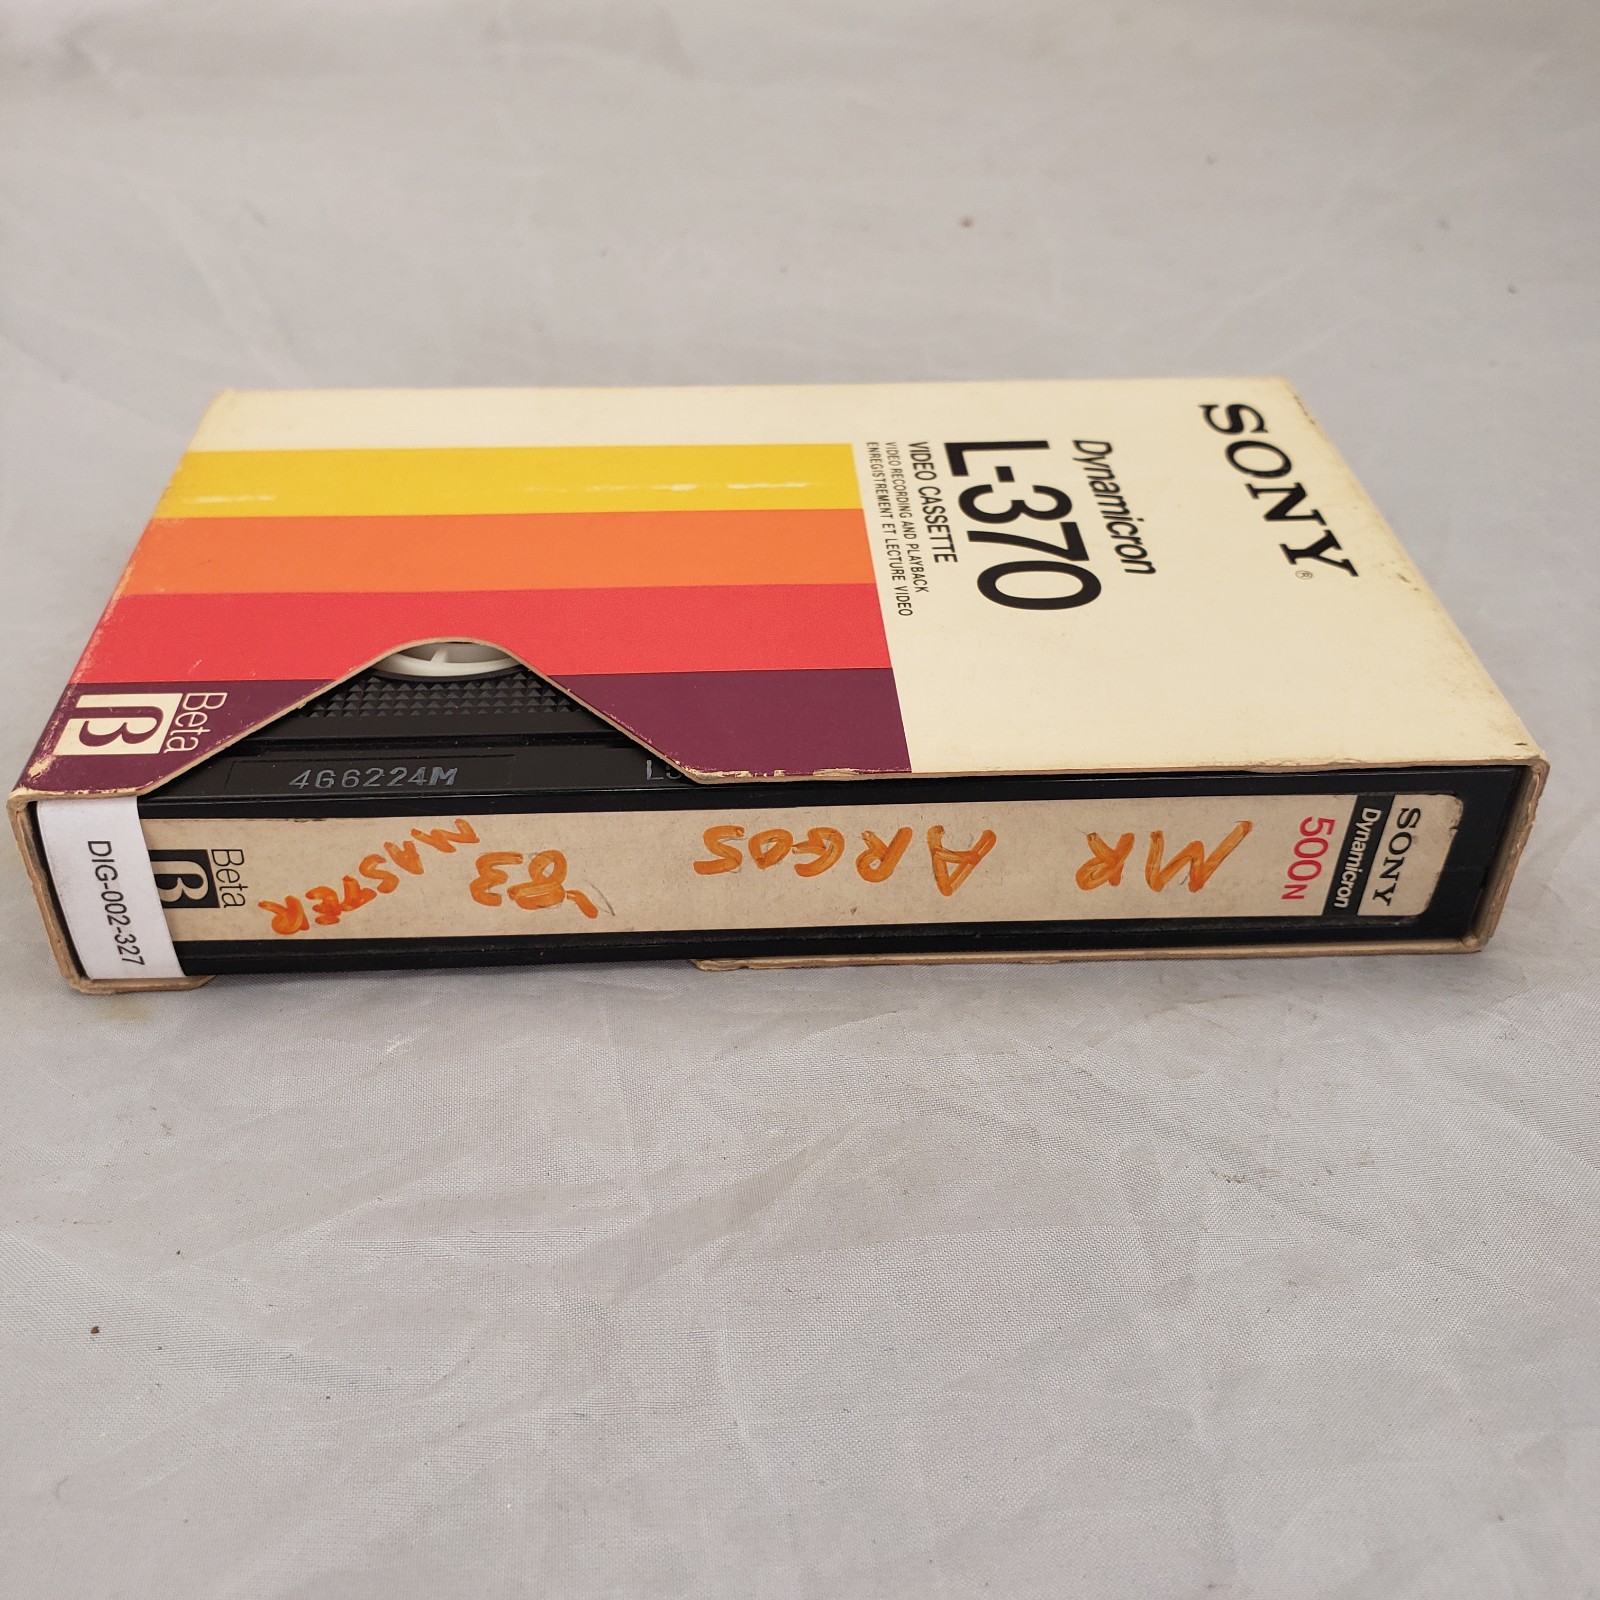 SONY®
Dynamicron
L-370
VIDEO CASSETTE
VIDEO RECORDING AND PLAYBACK
ENREGISTREMENT ET LECTURE VIDEO
Beta
β
4G6224M
SONY
Dynamicron
500N
MR ARGOS '83
MASTER
Beta
β
DIG-002-327